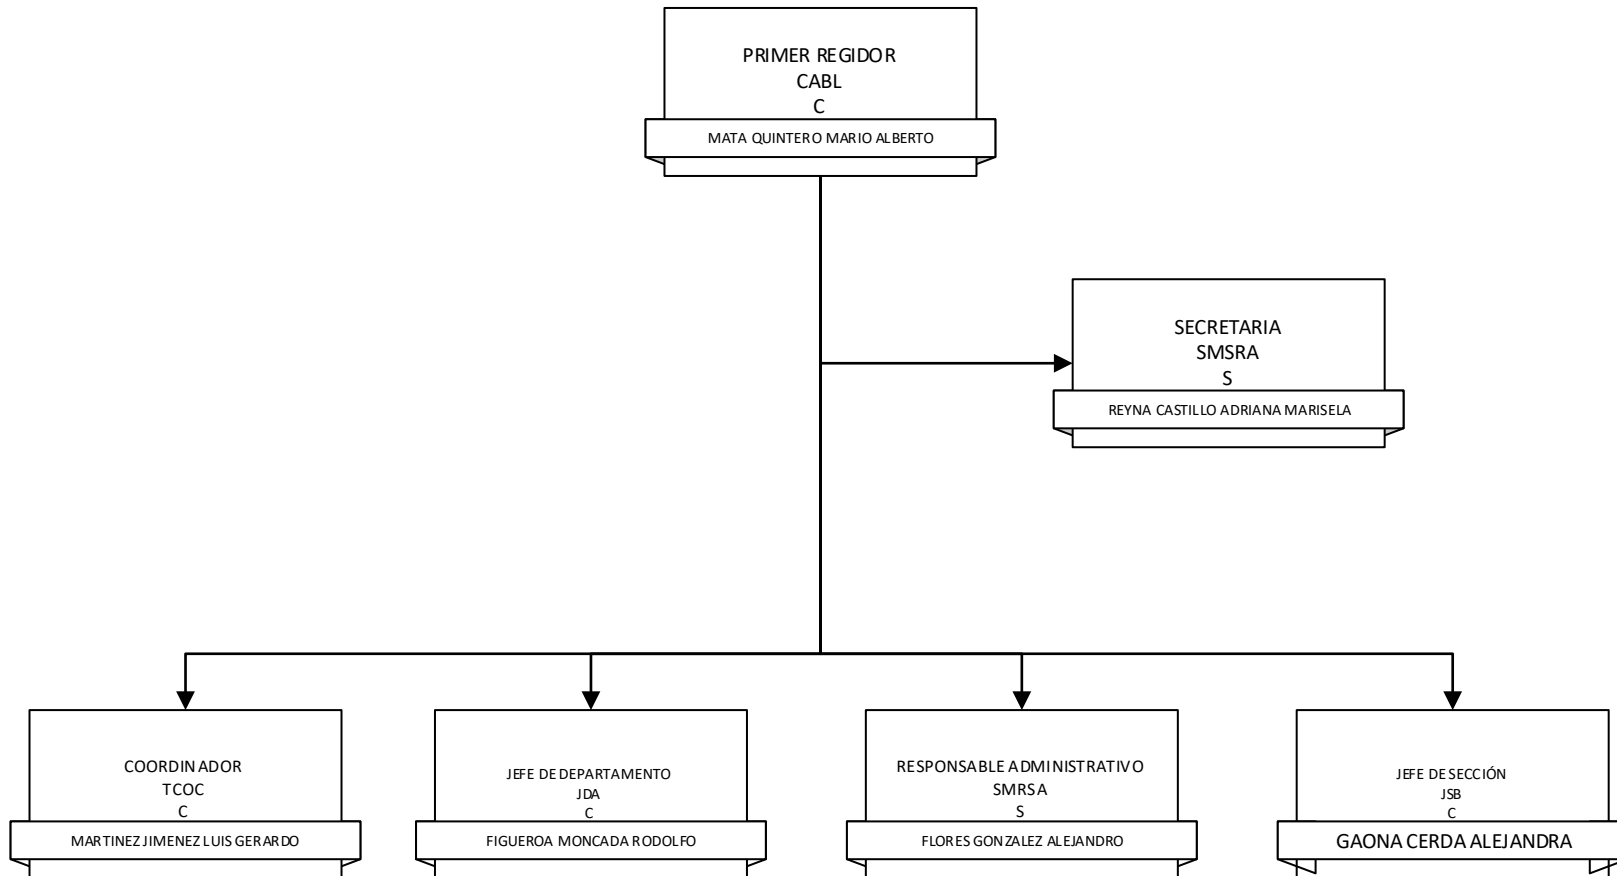 PRIMER REGIDOR
CABL
C
MATA QUINTERO MARIO ALBERTO
SECRETARIA
SMSRA
S
REYNA CASTILLO ADRIANA MARISELA
COORDINADOR
TCOC
C
MARTINEZ JIMENEZ LUIS GERARDO
JEFE DE DEPARTAMENTO
JDA
C
FIGUEROA MONCADA RODOLFO
RESPONSABLE ADMINISTRATIVO
SMRSA
S
FLORES GONZALEZ ALEJANDRO
JEFE DE SECCIÓN
JSB
C
GAONA CERDA ALEJANDRA